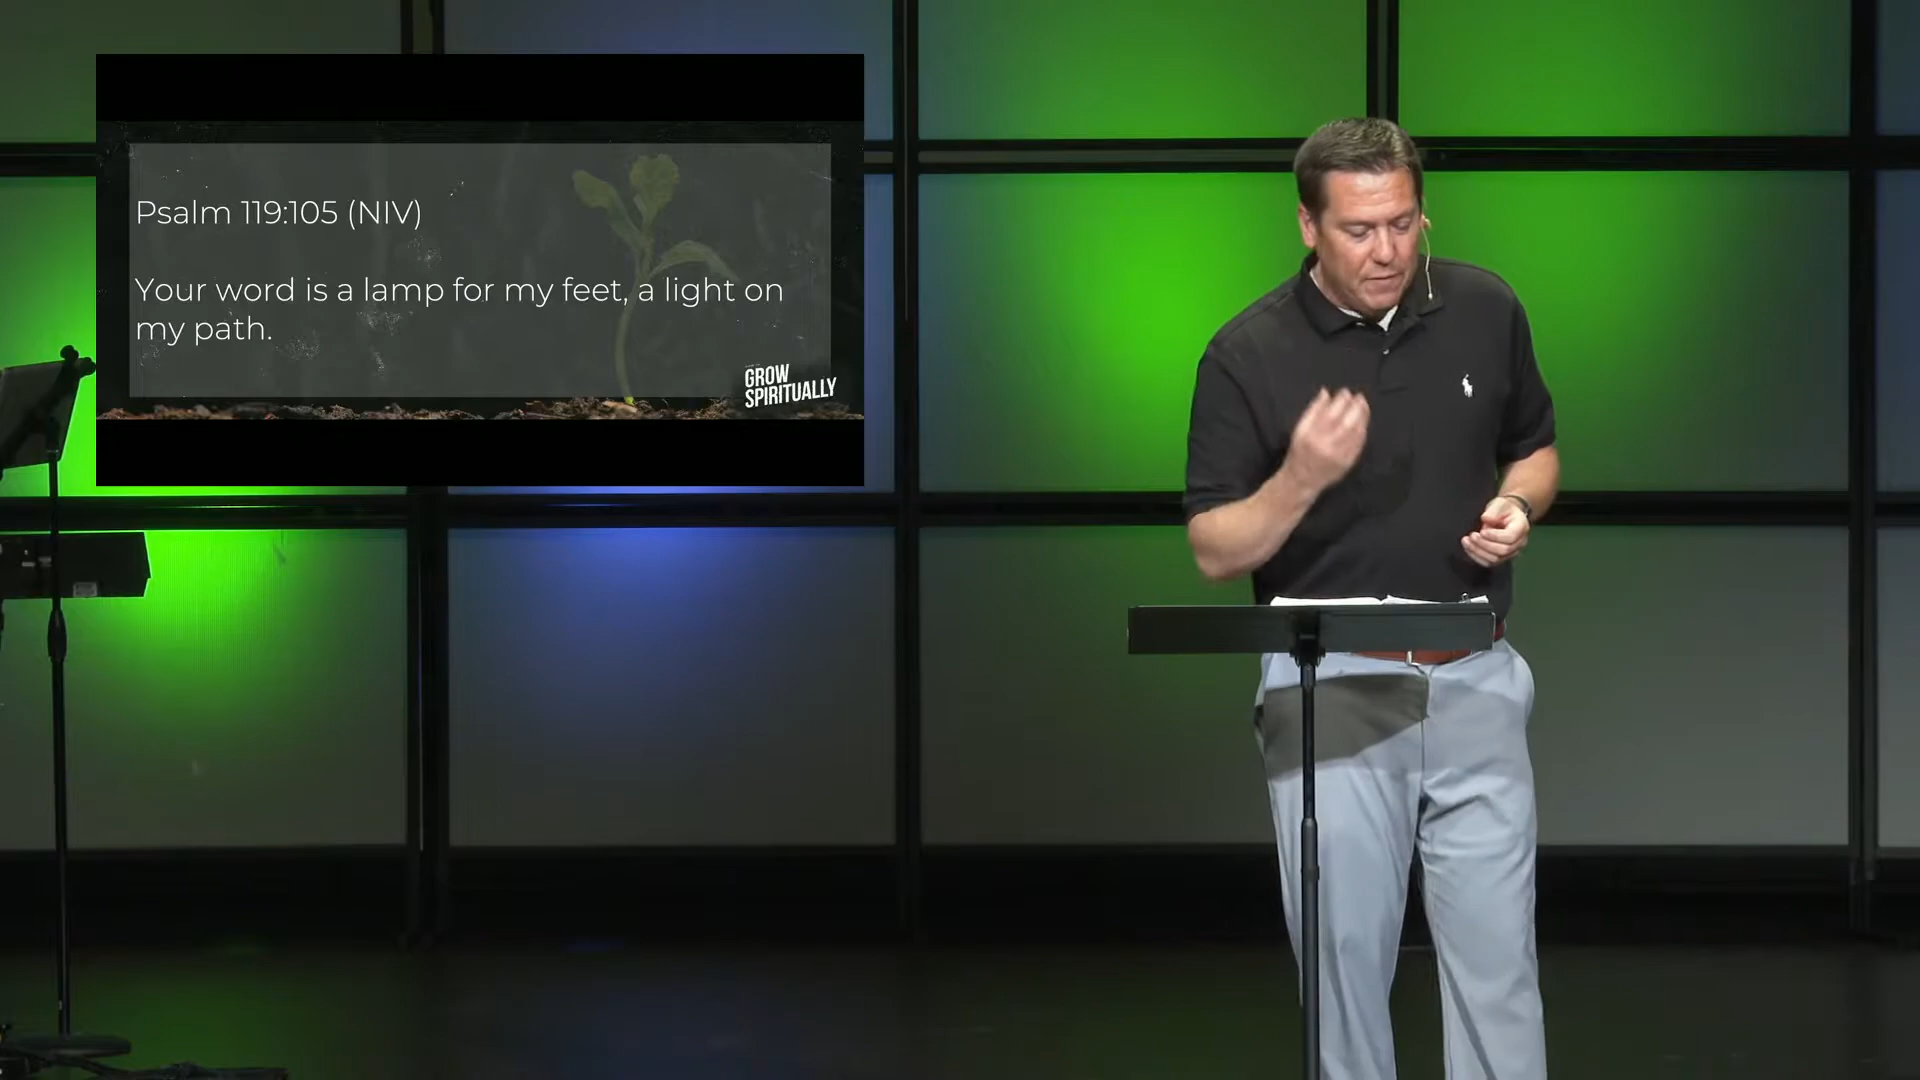 Psalm 119:105 (NIV)
Your word is a lamp for my feet, a light on
my path.
GROW
SPIRITUALLY